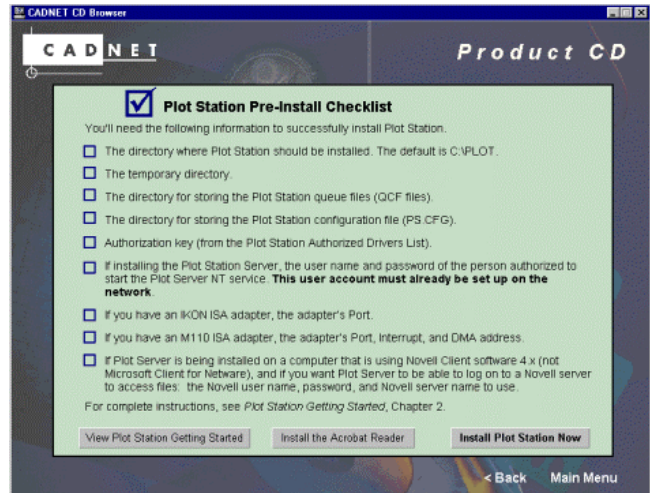 CADNET CD Browser
CADNET
Product CD
Plot Station Pre-Install Checklist
You'll need the following information to successfully install Plot Station.
The directory where Plot Station should be installed. The default is C:\PLOT.
The temporary directory.
The directory for storing the Plot Station queue files (QCF files).
The directory for storing the Plot Station configuration file (PS.CFG).
Authorization key (from the Plot Station Authorized Drivers List).
If installing the Plot Station Server, the user name and password of the person authorized to
start the Plot Server NT service. This user account must already be set up on the
network.
If you have an IKON ISA adapter, the adapter's Port.
If you have an M110 ISA adapter, the adapter's Port, Interrupt, and DMA address.
If Plot Server is being installed on a computer that is using Novell Client software 4.x (not
Microsoft Client for Netware), and if you want Plot Server to be able to log on to a Novell server
to access files: the Novell user name, password, and Novell server name to use.
For complete instructions, see Plot Station Getting Started, Chapter 2.
View Plot Station Getting Started
Install the Acrobat Reader
Install Plot Station Now
< Back
Main Menu